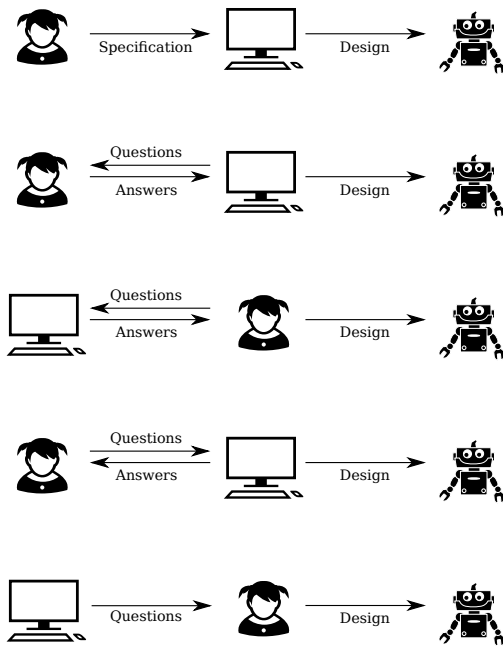 Specification
Design
Questions
Answers
Design
Questions
Answers
Design
Questions
Answers
Design
Questions
Design